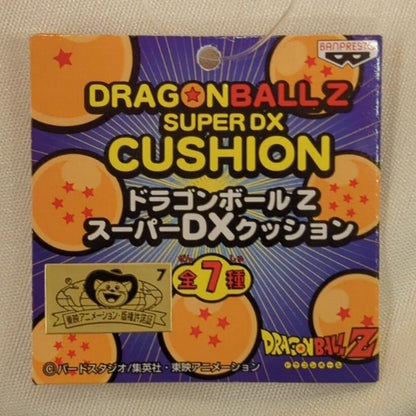 BANPRESTO
DRAGONBALL Z
SUPER DX
CUSHION
ドラゴンボールZ
スーパーDXクッション
全7種
7
東映アニメーション・版権許諾証
DRAGONBALL Z
ドラゴンボール
©バードスタジオ/集英社・東映アニメーション